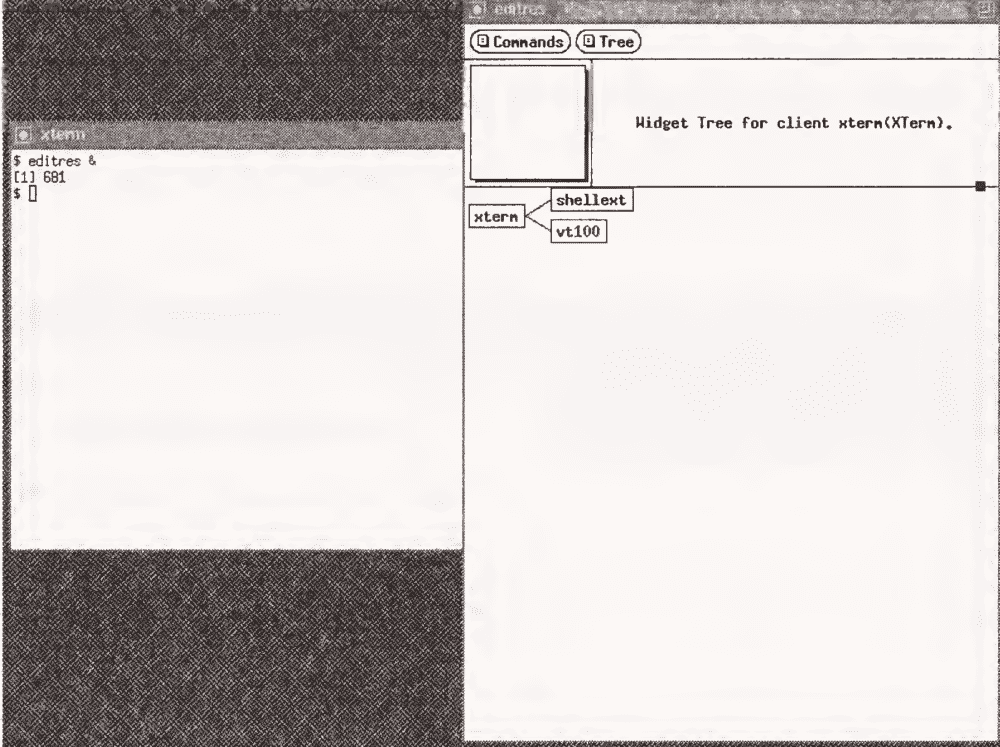 xterm
$ editres &
[1] 681
$
editres
Commands Tree
Widget Tree for client xterm(XTerm).
shellext
xterm
vt100